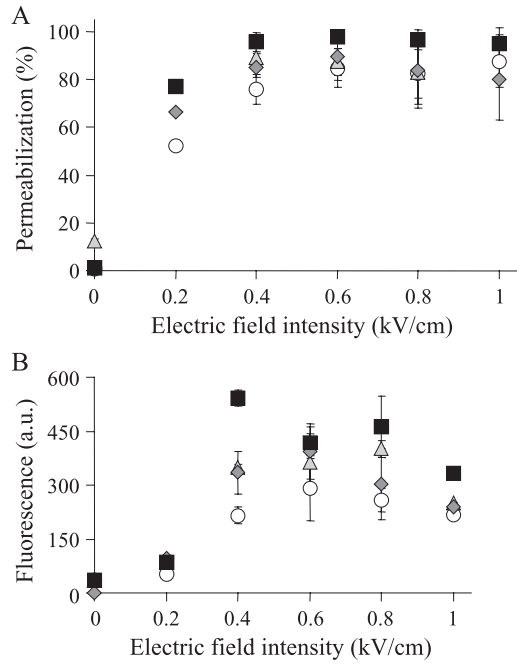 A
100
80
60
40
20
0
Permeabilization (%)
0 0.2 0.4 0.6 0.8 1
Electric field intensity (kV/cm)
B
600
450
300
150
0
Fluorescence (a.u.)
0 0.2 0.4 0.6 0.8 1
Electric field intensity (kV/cm)